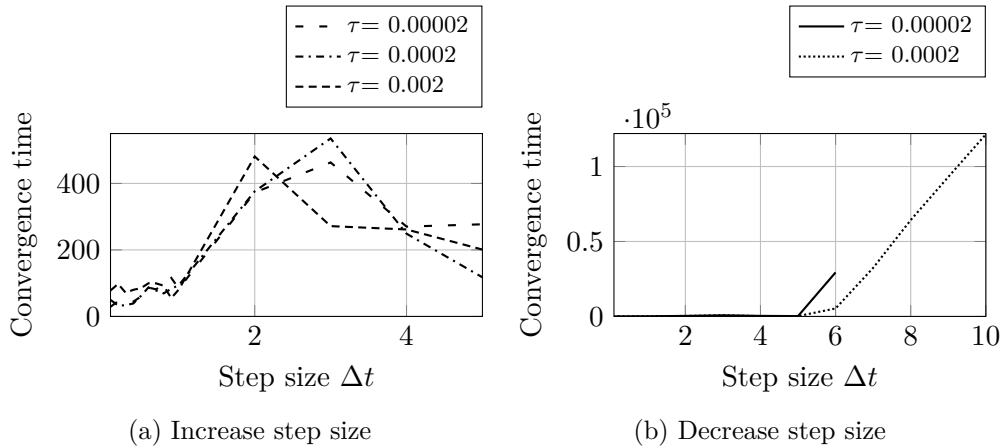 τ = 0.00002
τ = 0.0002
τ = 0.002
Convergence time
400
200
0
2
4
Step size Δt
(a) Increase step size
τ = 0.00002
τ = 0.0002
·10^5
Convergence time
1
0.5
0
2
4
6
8
10
Step size Δt
(b) Decrease step size